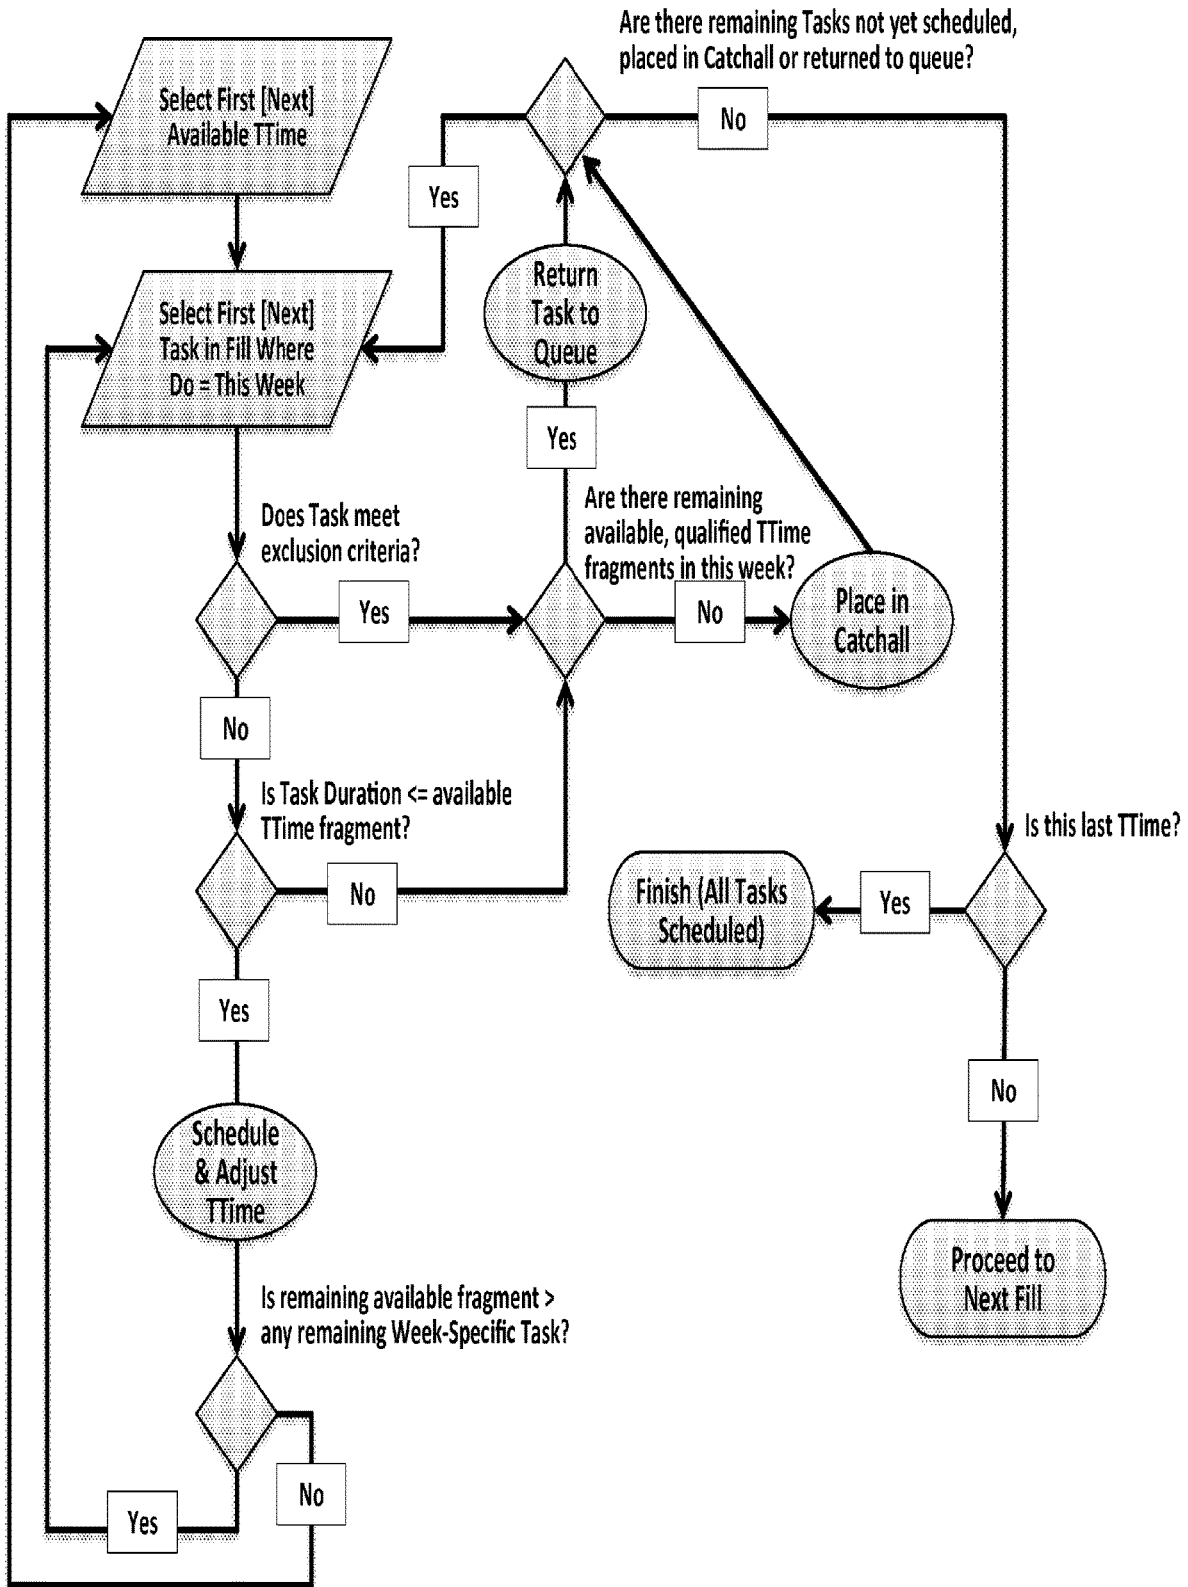 Are there remaining Tasks not yet scheduled,
placed in Catchall or returned to queue?
Select First [Next]
Available TTime
No
Yes
Return
Task to
Queue
Select First [Next]
Task in Fill Where
Do = This Week
Yes
Are there remaining
available, qualified TTime
fragments in this week?
Does Task meet
exclusion criteria?
Yes
No
Place in
Catchall
No
Is Task Duration <= available
TTime fragment?
Is this last TTime?
No
Finish (All Tasks
Scheduled)
Yes
Yes
No
Schedule
& Adjust
TTime
Proceed to
Next Fill
Is remaining available fragment >
any remaining Week-Specific Task?
No
Yes